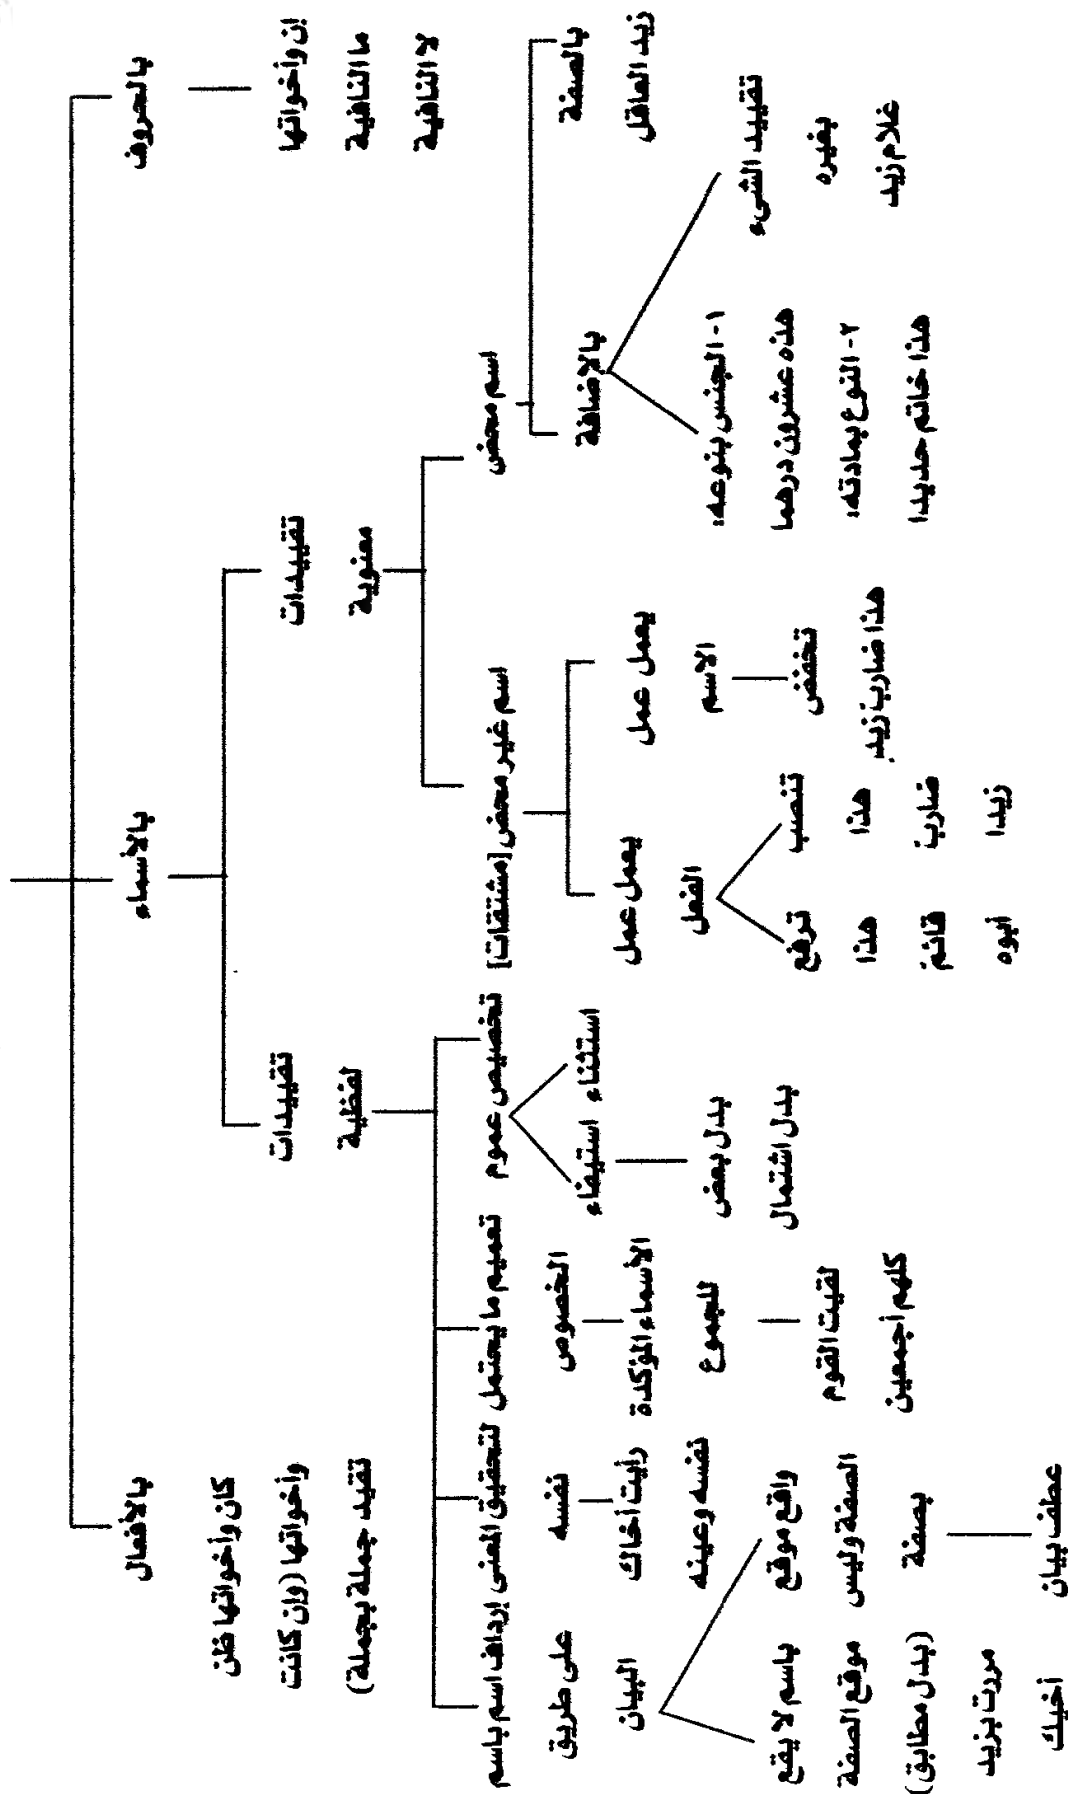 بالحروف
إن وأخواتها
ما النافية
لا النافية
بالأسماء
تقييدات
معنوية
اسم محض
بالصفة
زيد العاقل
بالإضافة
تقييد الشيء
بغيره
غلام زيد
١- الجنس بنوعه:
هذه عشرون درهما
٢- النوع بمادته:
هذا خاتم حديدا
اسم غير محض [مشتقات]
يعمل عمل
الاسم
تخفض
هذا ضارب زيد
يعمل عمل
الفعل
تنصب
هذا
ضاربٌ
زيدا
ترفع
هذا
قائمٌ
أبوه
تقييدات
لفظية
تخصيص عموم
استثناء
استيفاء
بدل بعض
بدل اشتمال
تعميم ما يحتمل
الخصوص
الأسماء المؤكدة
للجموع
لقيت القوم
كلهم أجمعين
لتحقيق المعنى
نفسه
رأيت أخاك
نفسه وعينه
إرداف اسم باسم
على طريق
البيان
واقع موقع
الصفة وليس
بصفة
عطف بيان
باسم لا يقع
موقع الصفة
(بدل مطابق)
مررت بزيد
أخيك
بالأفعال
كان وأخواتها ظن
وأخواتها (وإن كانت
تقيد جملة بجملة)